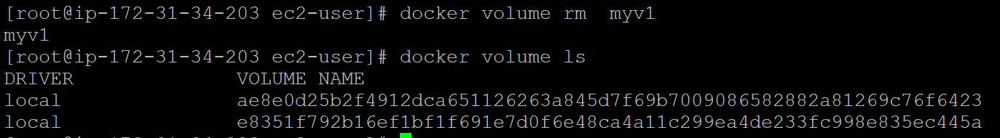 [root@ip-172-31-34-203 ec2-user]# docker volume rm  myv1
myv1
[root@ip-172-31-34-203 ec2-user]# docker volume ls
DRIVER              VOLUME NAME
local               ae8e0d25b2f4912dca651126263a845d7f69b7009086582882a81269c76f6423
local               e8351f792b16ef1bf1f691e7d0f6e48ca4a11c299ea4de233fc998e835ec445a
[root@ip-172-31-34-203 ec2-user]#